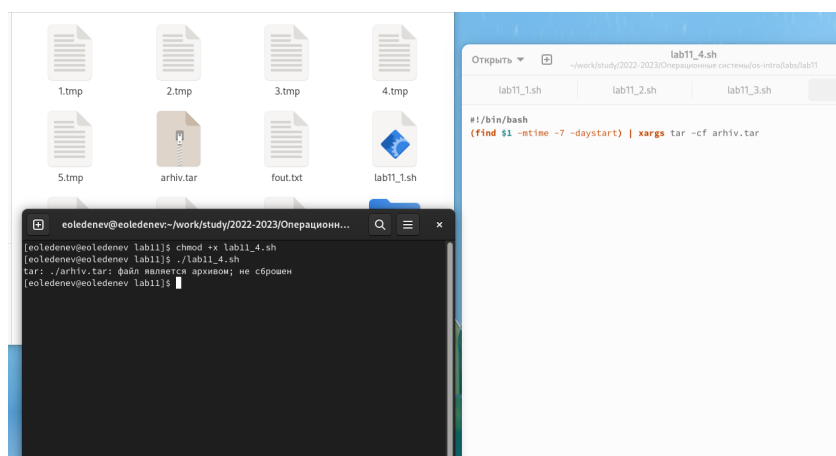 1.tmp
2.tmp
3.tmp
4.tmp
5.tmp
arhiv.tar
fout.txt
lab11_1.sh
eoledenev@eoledenev:~/work/study/2022-2023/Операционн...
[eoledenev@eoledenev lab11]$ chmod +x lab11_4.sh
[eoledenev@eoledenev lab11]$ ./lab11_4.sh
tar: ./arhiv.tar: файл является архивом; не сброшен
[eoledenev@eoledenev lab11]$
Открыть
lab11_4.sh
~/work/study/2022-2023/Операционные системы/os-intro/labs/lab11
lab11_1.sh
lab11_2.sh
lab11_3.sh
#!/bin/bash
(find $1 -mtime -7 -daystart) | xargs tar -cf arhiv.tar